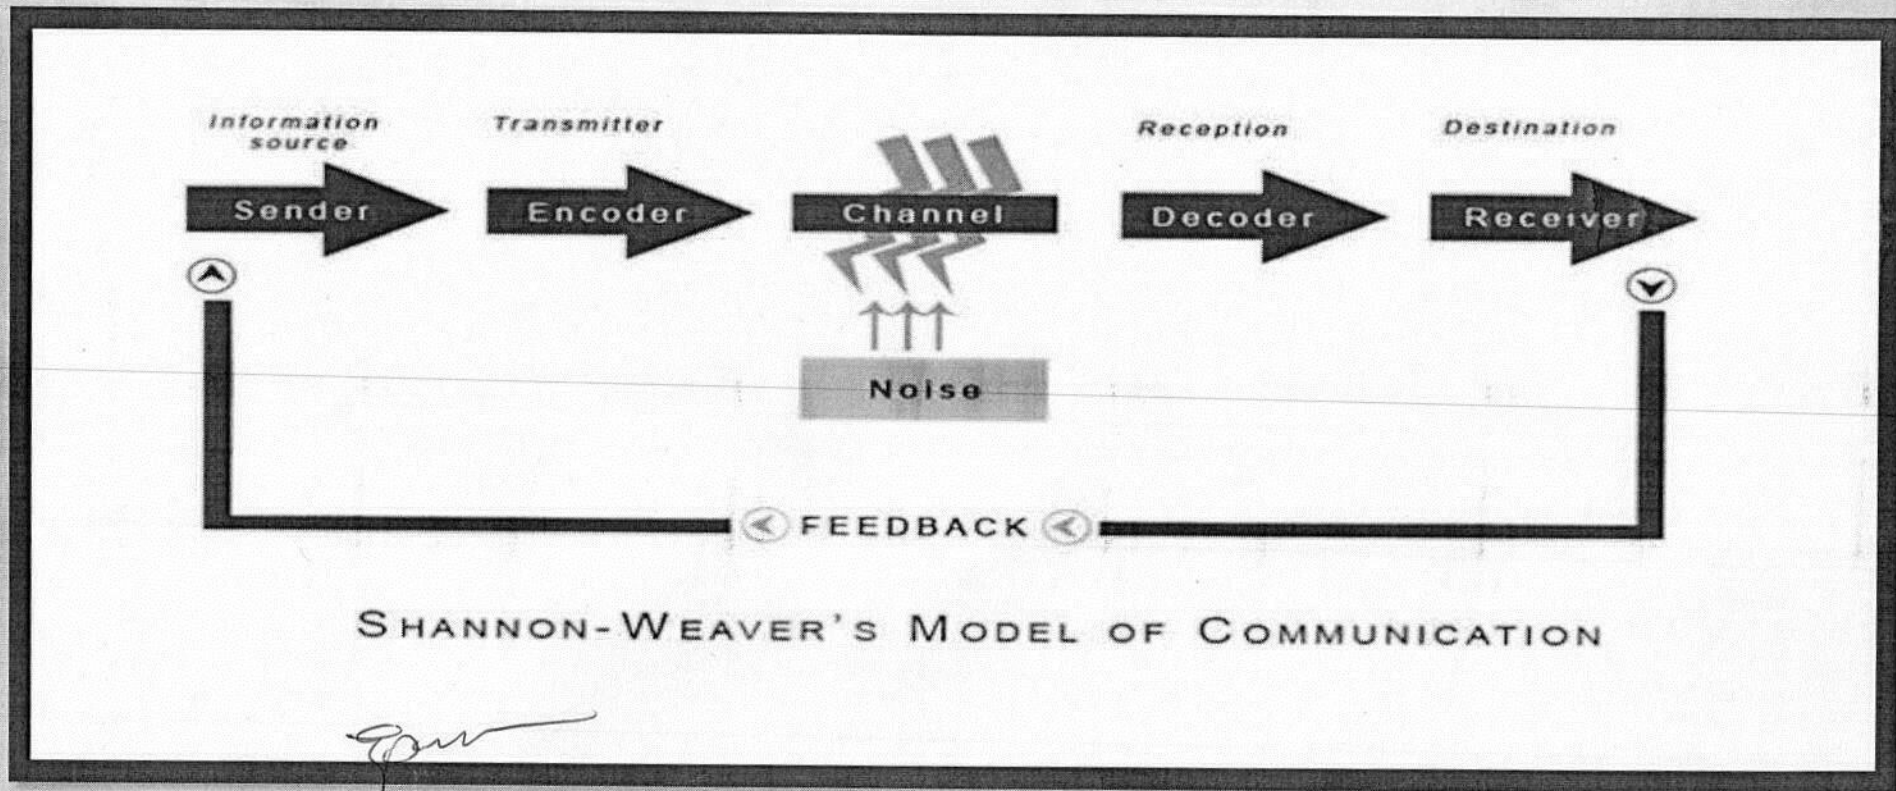 Information
source
Transmitter
Reception
Destination
Sender
Encoder
Channel
Decoder
Receiver
Noise
FEEDBACK
SHANNON-WEAVER'S MODEL OF COMMUNICATION